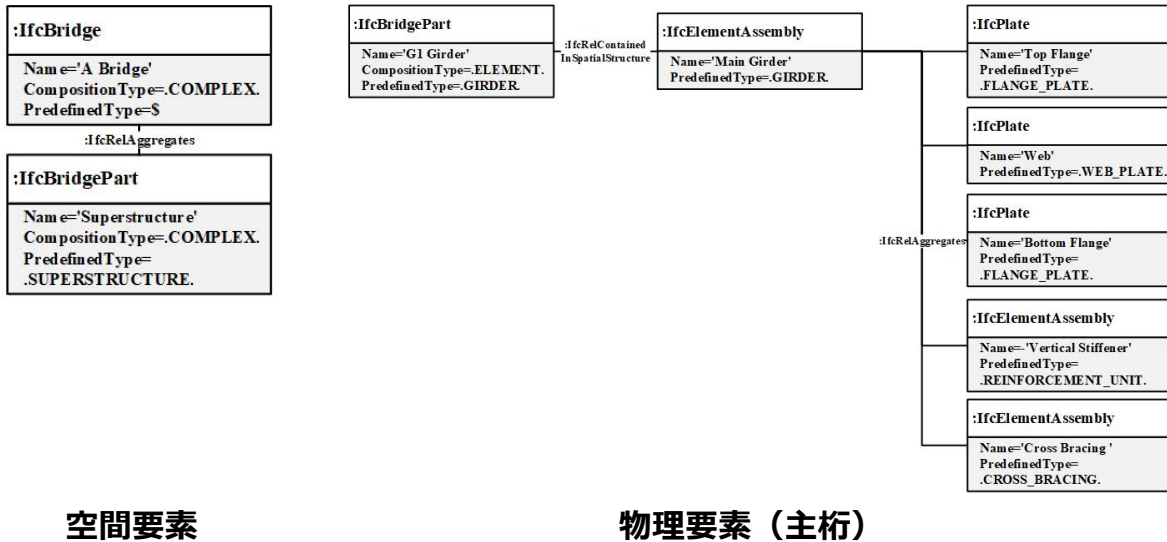 :IfcBridge
Name='A Bridge'
CompositionType=.COMPLEX.
PredefinedType=$
:IfcRelAggregates
:IfcBridgePart
Name='Superstructure'
CompositionType=.COMPLEX.
PredefinedType=
.SUPERSTRUCTURE.
空間要素
:IfcBridgePart
Name='G1 Girder'
CompositionType=.ELEMENT.
PredefinedType=.GIRDER.
:IfcRelContained
InSpatialStructure
:IfcElementAssembly
Name='Main Girder'
PredefinedType=.GIRDER.
:IfcRelAggregates
:IfcPlate
Name='Top Flange'
PredefinedType=
.FLANGE_PLATE.
:IfcPlate
Name='Web'
PredefinedType=.WEB_PLATE.
:IfcPlate
Name='Bottom Flange'
PredefinedType=
.FLANGE_PLATE.
:IfcElementAssembly
Name=-'Vertical Stiffener'
PredefinedType=
.REINFORCEMENT_UNIT.
:IfcElementAssembly
Name='Cross Bracing '
PredefinedType=
.CROSS_BRACING.
物理要素（主桁）